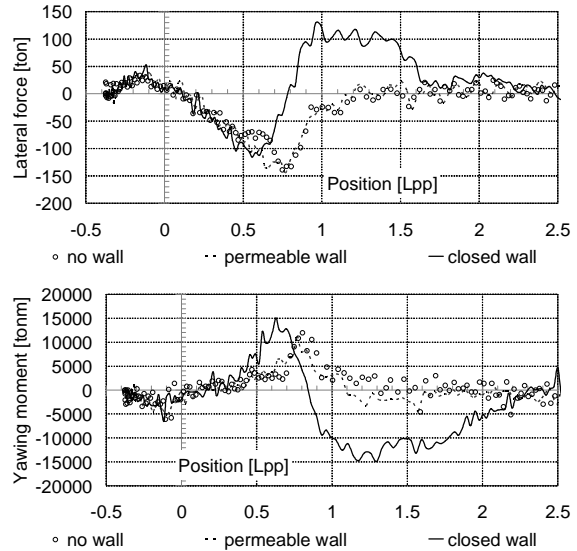 150
100
50
0
-50
-100
-150
-200
Lateral force [ton]
Position [Lpp]
-0.5 0 0.5 1 1.5 2 2.5
no wall permeable wall closed wall
20000
15000
10000
5000
0
-5000
-10000
-15000
-20000
Yawing moment [tonm]
Position [Lpp]
-0.5 0 0.5 1 1.5 2 2.5
no wall permeable wall closed wall